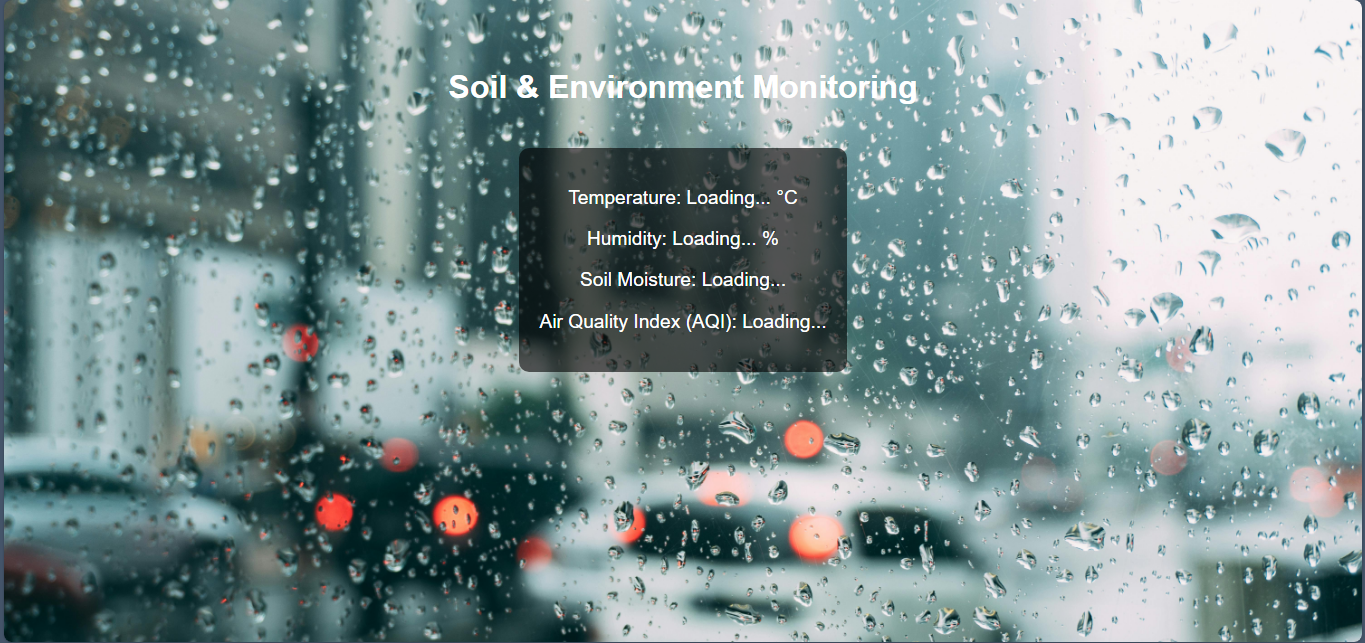 Soil & Environment Monitoring
Temperature: Loading... °C
Humidity: Loading... %
Soil Moisture: Loading...
Air Quality Index (AQI): Loading...